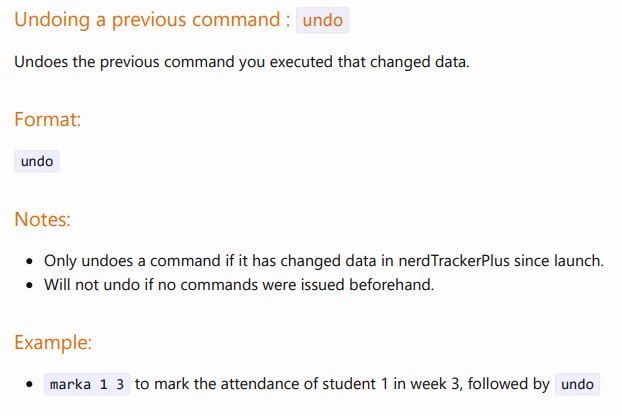 Undoing a previous command : undo
Undoes the previous command you executed that changed data.
Format:
undo
Notes:
• Only undoes a command if it has changed data in nerdTrackerPlus since launch.
• Will not undo if no commands were issued beforehand.
Example:
• marka 1 3 to mark the attendance of student 1 in week 3, followed by undo